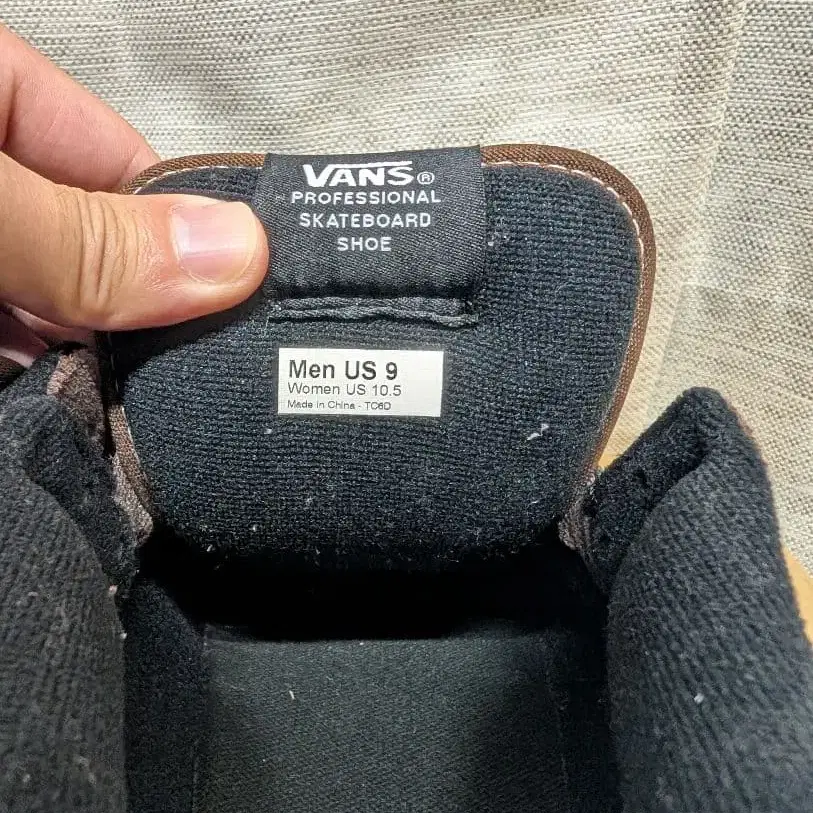 VANS®
PROFESSIONAL
SKATEBOARD
SHOE
Men US 9
Women US 10.5
Made in China - TC6D